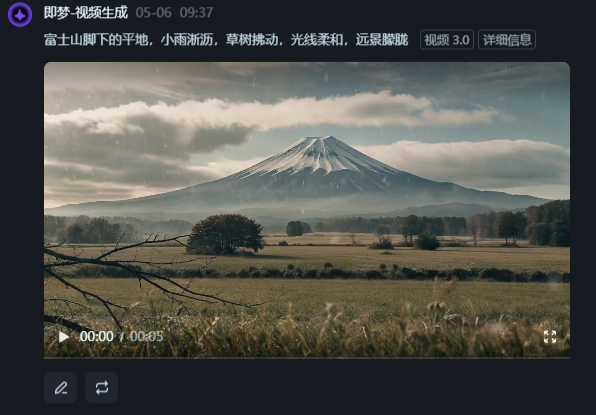 即梦-视频生成 05-06 09:37
富士山脚下的平地，小雨淅沥，草树拂动，光线柔和，远景朦胧 视频 3.0 详细信息
00:00 / 00:05